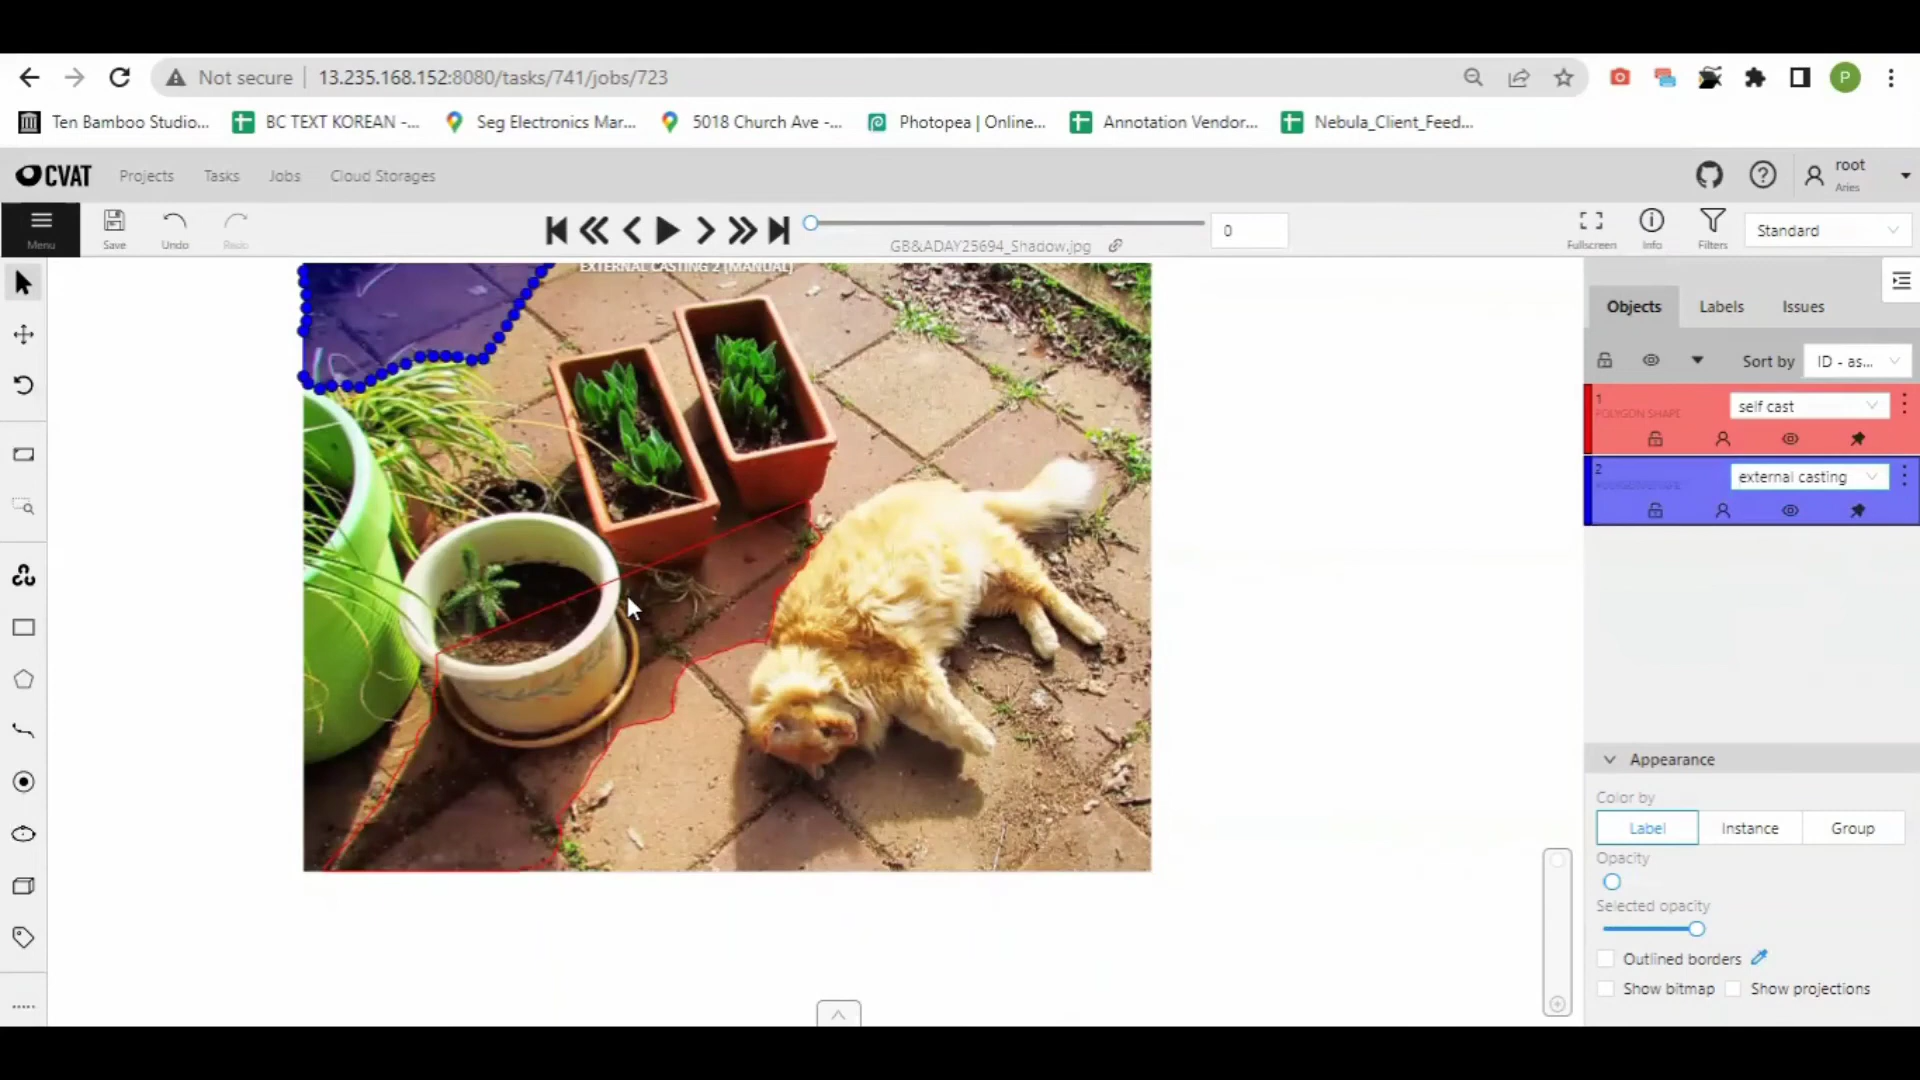 Not secure 13.235.168.152:8080/tasks/741/jobs/723
P
Ten Bamboo Studio... BC TEXT KOREAN -... Seg Electronics Mar... 5018 Church Ave -... Photopea | Online... Annotation Vendor... Nebula_Client_Feed...
CVAT Projects Tasks Jobs Cloud Storages
root
Aries
Menu Save Undo Redo
0
GB&ADAY25694_Shadow.jpg
Fullscreen Info Filters Standard
EXTERNAL CASTING 2 (MANUAL)
Objects Labels Issues
Sort by ID - as...
1 self cast
POLYGON SHAPE
2 external casting
Appearance
Color by
Label Instance Group
Opacity
Selected opacity
Outlined borders
Show bitmap Show projections